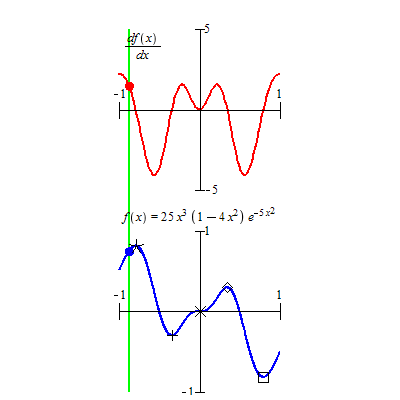 5
df(x)
dx
-1 1
-5
f(x) = 25 x³ (1 − 4 x²) e^{−5 x²}
1
-1 1
-1